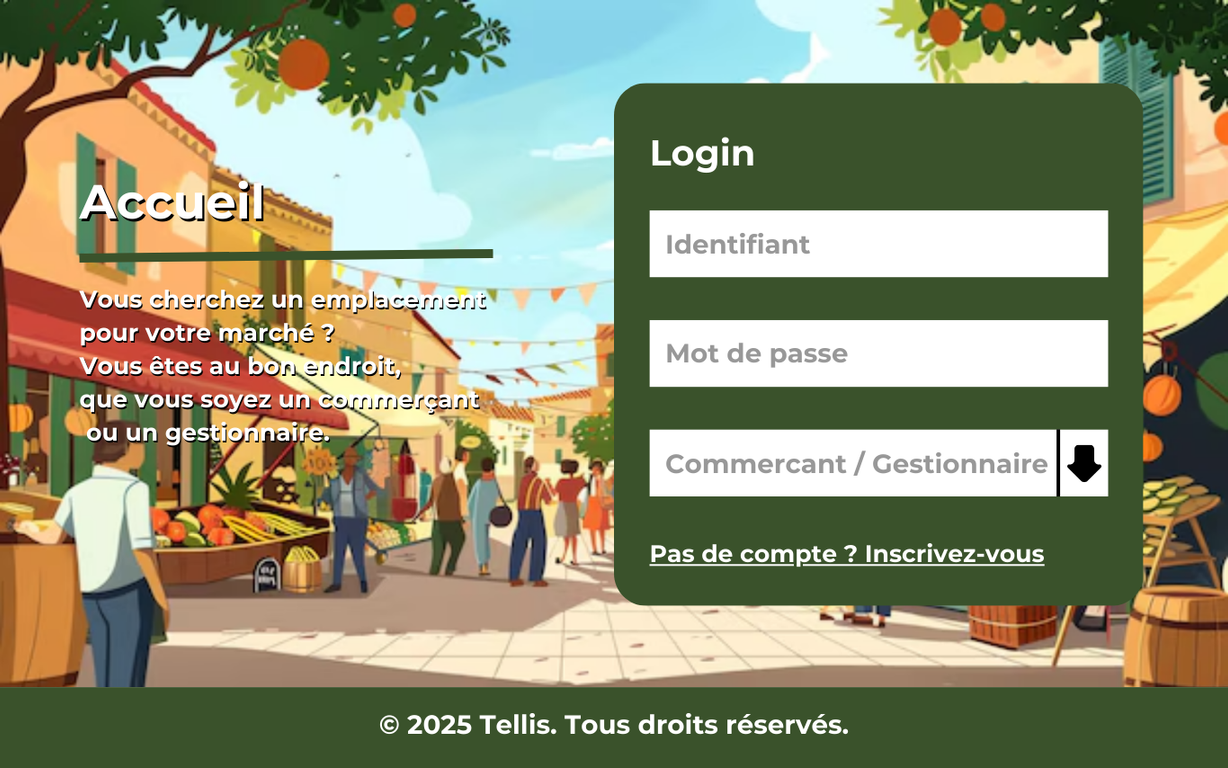 Accueil
Vous cherchez un emplacement
pour votre marché ?
Vous êtes au bon endroit,
que vous soyez un commerçant
ou un gestionnaire.
Login
Identifiant
Mot de passe
Commercant / Gestionnaire
Pas de compte ? Inscrivez-vous
© 2025 Tellis. Tous droits réservés.